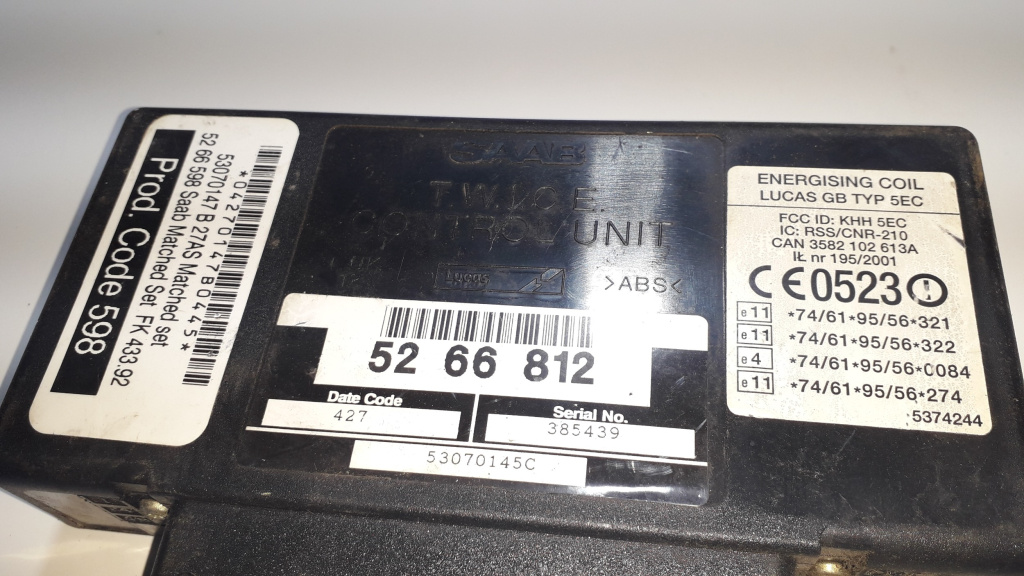 Prod. Code 598
52 66 598 Saab Matched Set FK 433.92
53070147 B 27AS Matched set
*0427014780445*
SAAB
T.W.I.C.E.
CONTROL UNIT
LUCAS
>ABS<
52 66 812
Date Code
427
Serial No.
385439
53070145C
ENERGISING COIL
LUCAS GB TYP 5EC
FCC ID: KHH 5EC
IC: RSS/CNR-210
CAN 3582 102 613A
IŁ nr 195/2001
CE0523
e11 *74/61*95/56*321
e11 *74/61*95/56*322
e4 *74/61*95/56*0084
e11 *74/61*95/56*274
5374244